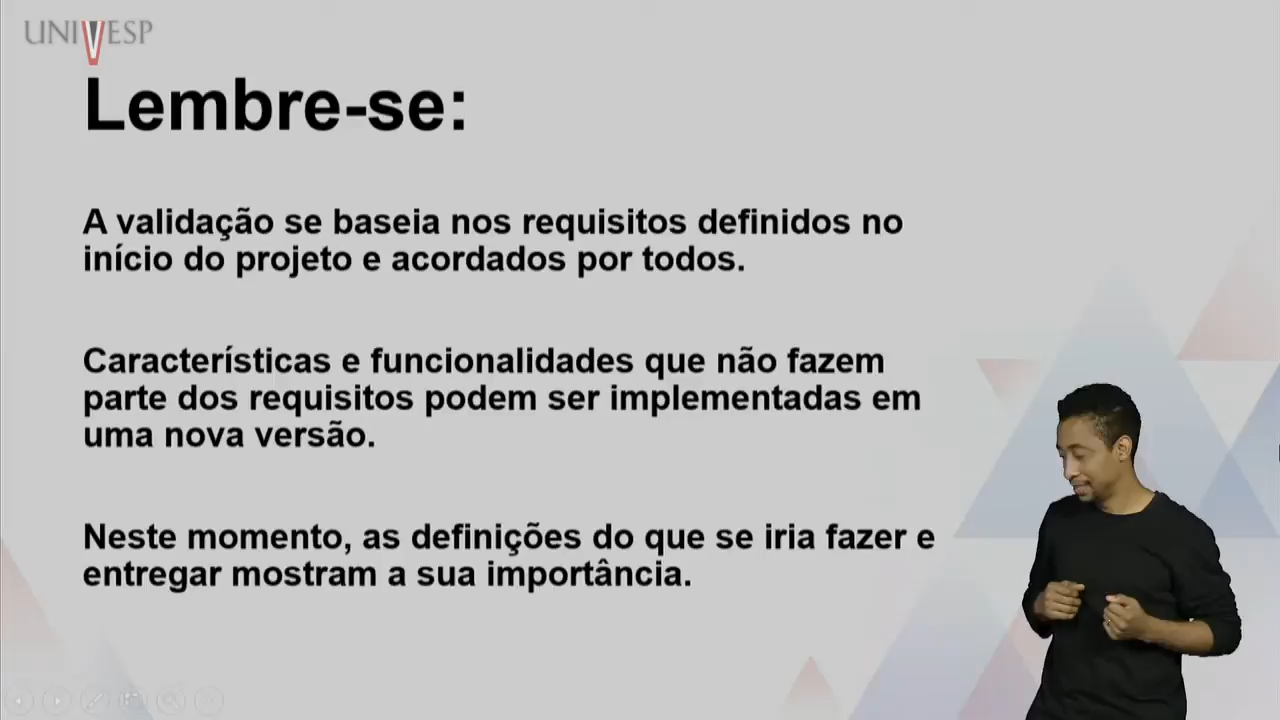 UNIVESP
Lembre-se:
A validação se baseia nos requisitos definidos no
início do projeto e acordados por todos.
Características e funcionalidades que não fazem
parte dos requisitos podem ser implementadas em
uma nova versão.
Neste momento, as definições do que se iria fazer e
entregar mostram a sua importância.